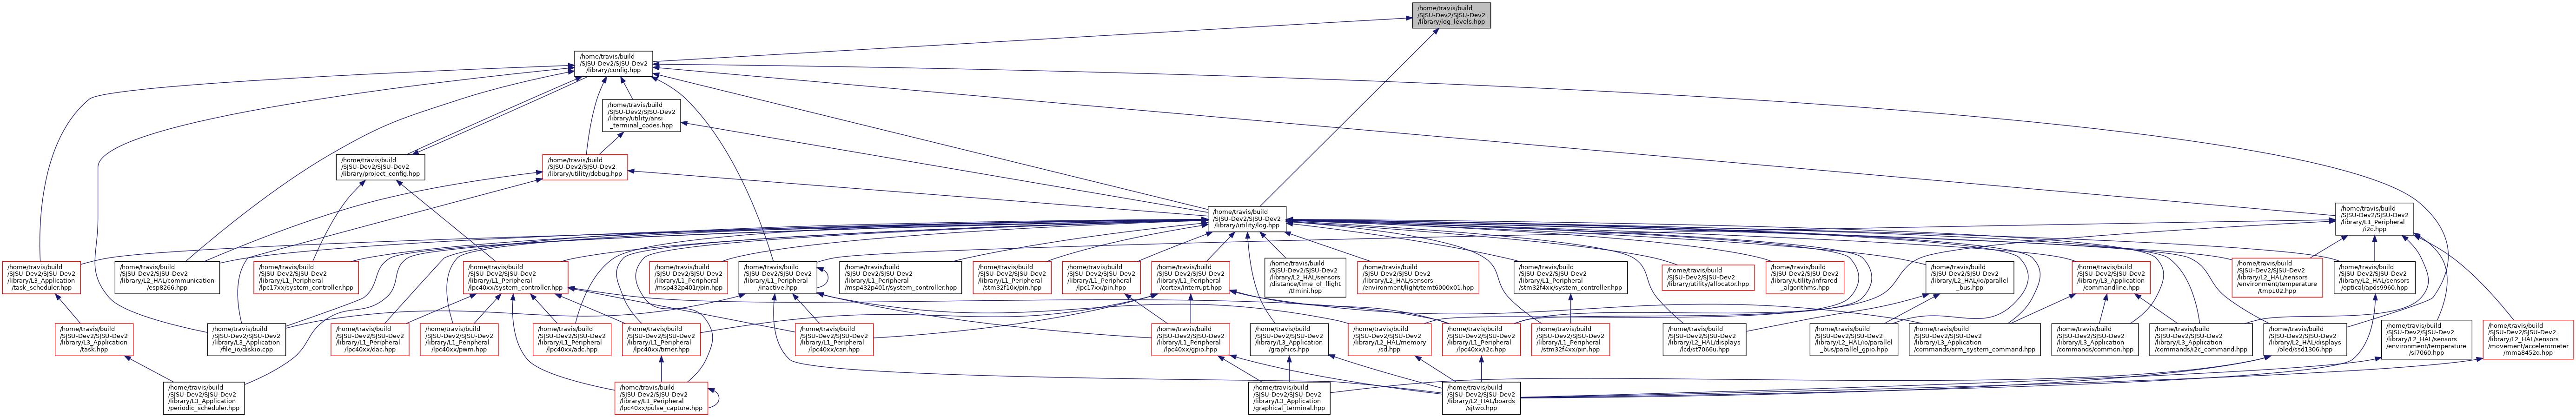 /home/travis/build
/SJSU-Dev2/SJSU-Dev2
/library/log_levels.hpp
/home/travis/build
/SJSU-Dev2/SJSU-Dev2
/library/config.hpp
/home/travis/build
/SJSU-Dev2/SJSU-Dev2
/library/utility/ansi
_terminal_codes.hpp
/home/travis/build
/SJSU-Dev2/SJSU-Dev2
/library/project_config.hpp
/home/travis/build
/SJSU-Dev2/SJSU-Dev2
/library/utility/debug.hpp
/home/travis/build
/SJSU-Dev2/SJSU-Dev2
/library/utility/log.hpp
/home/travis/build
/SJSU-Dev2/SJSU-Dev2
/library/L1_Peripheral
/i2c.hpp
/home/travis/build
/SJSU-Dev2/SJSU-Dev2
/library/L3_Application
/task_scheduler.hpp
/home/travis/build
/SJSU-Dev2/SJSU-Dev2
/library/L2_HAL/communication
/esp8266.hpp
/home/travis/build
/SJSU-Dev2/SJSU-Dev2
/library/L1_Peripheral
/lpc17xx/system_controller.hpp
/home/travis/build
/SJSU-Dev2/SJSU-Dev2
/library/L1_Peripheral
/lpc40xx/system_controller.hpp
/home/travis/build
/SJSU-Dev2/SJSU-Dev2
/library/L1_Peripheral
/msp432p401/pin.hpp
/home/travis/build
/SJSU-Dev2/SJSU-Dev2
/library/L1_Peripheral
/inactive.hpp
/home/travis/build
/SJSU-Dev2/SJSU-Dev2
/library/L1_Peripheral
/msp432p401/system_controller.hpp
/home/travis/build
/SJSU-Dev2/SJSU-Dev2
/library/L1_Peripheral
/stm32f10x/pin.hpp
/home/travis/build
/SJSU-Dev2/SJSU-Dev2
/library/L1_Peripheral
/lpc17xx/pin.hpp
/home/travis/build
/SJSU-Dev2/SJSU-Dev2
/library/L1_Peripheral
/cortex/interrupt.hpp
/home/travis/build
/SJSU-Dev2/SJSU-Dev2
/library/L2_HAL/sensors
/distance/time_of_flight
/tfmini.hpp
/home/travis/build
/SJSU-Dev2/SJSU-Dev2
/library/L2_HAL/sensors
/environment/light/temt6000x01.hpp
/home/travis/build
/SJSU-Dev2/SJSU-Dev2
/library/L1_Peripheral
/stm32f4xx/system_controller.hpp
/home/travis/build
/SJSU-Dev2/SJSU-Dev2
/library/utility/allocator.hpp
/home/travis/build
/SJSU-Dev2/SJSU-Dev2
/library/utility/infrared
_algorithms.hpp
/home/travis/build
/SJSU-Dev2/SJSU-Dev2
/library/L2_HAL/io/parallel
_bus.hpp
/home/travis/build
/SJSU-Dev2/SJSU-Dev2
/library/L3_Application
/commandline.hpp
/home/travis/build
/SJSU-Dev2/SJSU-Dev2
/library/L2_HAL/sensors
/environment/temperature
/tmp102.hpp
/home/travis/build
/SJSU-Dev2/SJSU-Dev2
/library/L2_HAL/sensors
/optical/apds9960.hpp
/home/travis/build
/SJSU-Dev2/SJSU-Dev2
/library/L3_Application
/task.hpp
/home/travis/build
/SJSU-Dev2/SJSU-Dev2
/library/L3_Application
/file_io/diskio.cpp
/home/travis/build
/SJSU-Dev2/SJSU-Dev2
/library/L1_Peripheral
/lpc40xx/dac.hpp
/home/travis/build
/SJSU-Dev2/SJSU-Dev2
/library/L1_Peripheral
/lpc40xx/pwm.hpp
/home/travis/build
/SJSU-Dev2/SJSU-Dev2
/library/L1_Peripheral
/lpc40xx/adc.hpp
/home/travis/build
/SJSU-Dev2/SJSU-Dev2
/library/L1_Peripheral
/lpc40xx/timer.hpp
/home/travis/build
/SJSU-Dev2/SJSU-Dev2
/library/L1_Peripheral
/lpc40xx/can.hpp
/home/travis/build
/SJSU-Dev2/SJSU-Dev2
/library/L1_Peripheral
/lpc40xx/gpio.hpp
/home/travis/build
/SJSU-Dev2/SJSU-Dev2
/library/L3_Application
/graphics.hpp
/home/travis/build
/SJSU-Dev2/SJSU-Dev2
/library/L2_HAL/memory
/sd.hpp
/home/travis/build
/SJSU-Dev2/SJSU-Dev2
/library/L1_Peripheral
/lpc40xx/i2c.hpp
/home/travis/build
/SJSU-Dev2/SJSU-Dev2
/library/L1_Peripheral
/stm32f4xx/pin.hpp
/home/travis/build
/SJSU-Dev2/SJSU-Dev2
/library/L2_HAL/displays
/lcd/st7066u.hpp
/home/travis/build
/SJSU-Dev2/SJSU-Dev2
/library/L2_HAL/io/parallel
_bus/parallel_gpio.hpp
/home/travis/build
/SJSU-Dev2/SJSU-Dev2
/library/L3_Application
/commands/arm_system_command.hpp
/home/travis/build
/SJSU-Dev2/SJSU-Dev2
/library/L3_Application
/commands/common.hpp
/home/travis/build
/SJSU-Dev2/SJSU-Dev2
/library/L3_Application
/commands/i2c_command.hpp
/home/travis/build
/SJSU-Dev2/SJSU-Dev2
/library/L2_HAL/displays
/oled/ssd1306.hpp
/home/travis/build
/SJSU-Dev2/SJSU-Dev2
/library/L2_HAL/sensors
/environment/temperature
/si7060.hpp
/home/travis/build
/SJSU-Dev2/SJSU-Dev2
/library/L2_HAL/sensors
/movement/accelerometer
/mma8452q.hpp
/home/travis/build
/SJSU-Dev2/SJSU-Dev2
/library/L3_Application
/periodic_scheduler.hpp
/home/travis/build
/SJSU-Dev2/SJSU-Dev2
/library/L1_Peripheral
/lpc40xx/pulse_capture.hpp
/home/travis/build
/SJSU-Dev2/SJSU-Dev2
/library/L3_Application
/graphical_terminal.hpp
/home/travis/build
/SJSU-Dev2/SJSU-Dev2
/library/L2_HAL/boards
/sjtwo.hpp